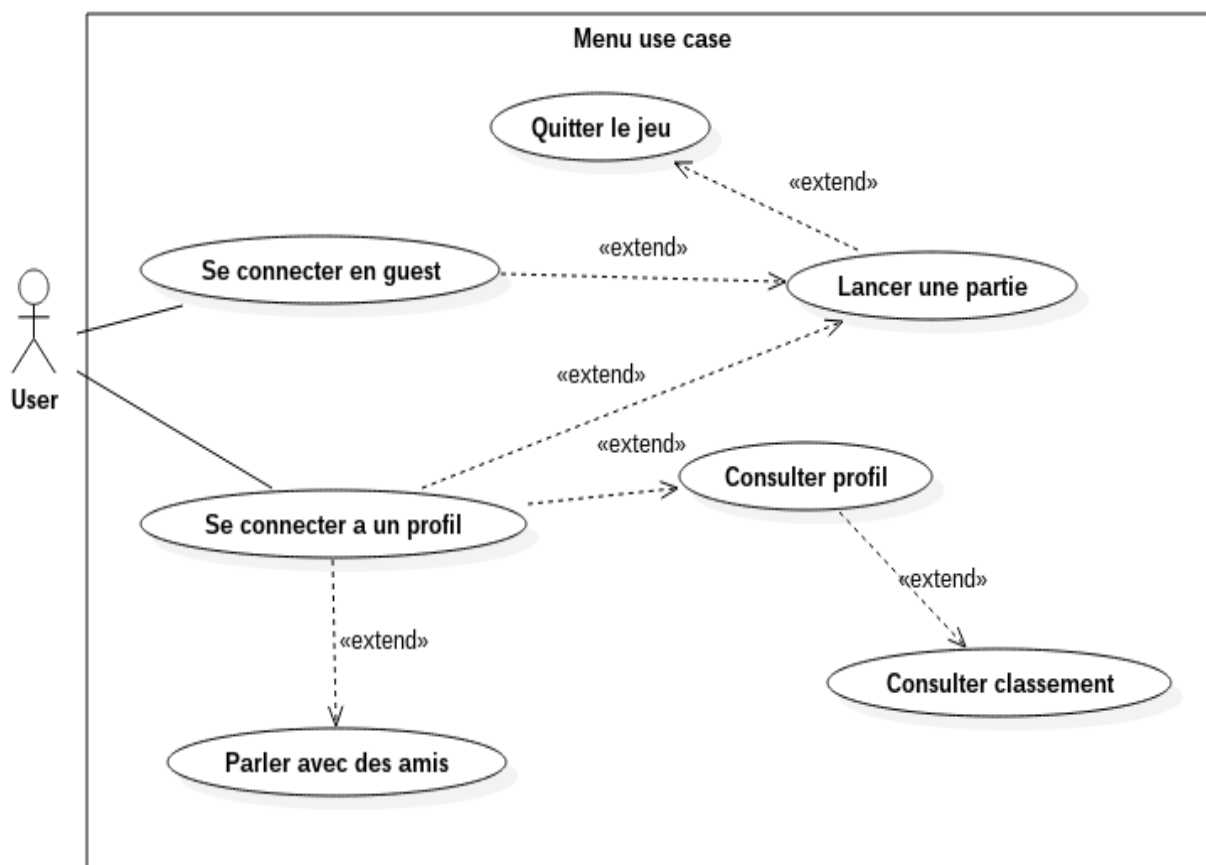 Menu use case
Quitter le jeu
«extend»
Se connecter en guest
«extend»
Lancer une partie
User
«extend»
«extend»
Consulter profil
Se connecter a un profil
«extend»
«extend»
Consulter classement
Parler avec des amis